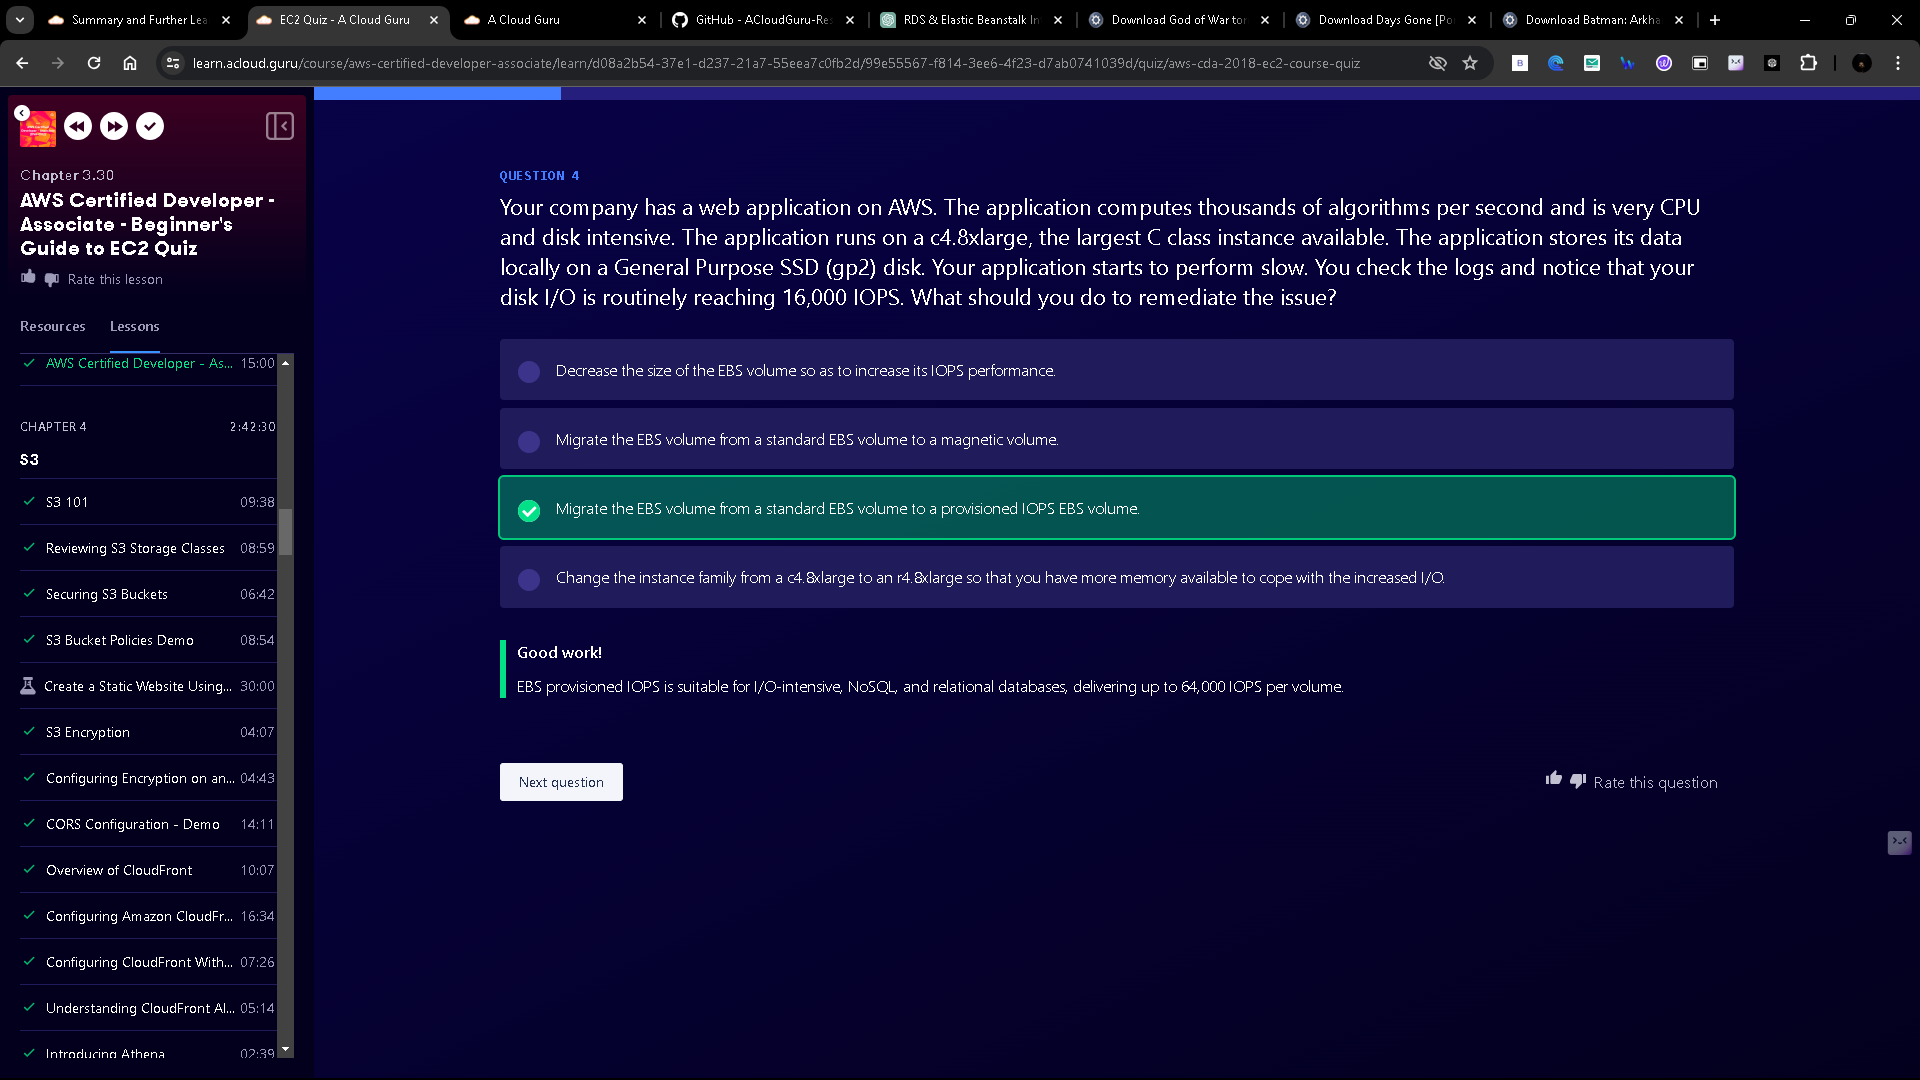 Summary and Further Lea
EC2 Quiz - A Cloud Guru
A Cloud Guru
GitHub - ACloudGuru-Res
RDS & Elastic Beanstalk In
Download God of War tor
Download Days Gone [Po
Download Batman: Arkha
learn.acloud.guru/course/aws-certified-developer-associate/learn/d08a2b54-37e1-d237-21a7-55eea7c0fb2d/99e55567-f814-3ee6-4f23-d7ab0741039d/quiz/aws-cda-2018-ec2-course-quiz
Chapter 3.30
AWS Certified Developer -
Associate - Beginner's
Guide to EC2 Quiz
Rate this lesson
Resources Lessons
AWS Certified Developer - As... 15:00
CHAPTER 4 2:42:30
S3
S3 101 09:38
Reviewing S3 Storage Classes 08:59
Securing S3 Buckets 06:42
S3 Bucket Policies Demo 08:54
Create a Static Website Using... 30:00
S3 Encryption 04:07
Configuring Encryption on an... 04:43
CORS Configuration - Demo 14:11
Overview of CloudFront 10:07
Configuring Amazon CloudFr... 16:34
Configuring CloudFront With... 07:26
Understanding CloudFront Al... 05:14
Introducing Athena 02:39
QUESTION 4
Your company has a web application on AWS. The application computes thousands of algorithms per second and is very CPU
and disk intensive. The application runs on a c4.8xlarge, the largest C class instance available. The application stores its data
locally on a General Purpose SSD (gp2) disk. Your application starts to perform slow. You check the logs and notice that your
disk I/O is routinely reaching 16,000 IOPS. What should you do to remediate the issue?
Decrease the size of the EBS volume so as to increase its IOPS performance.
Migrate the EBS volume from a standard EBS volume to a magnetic volume.
Migrate the EBS volume from a standard EBS volume to a provisioned IOPS EBS volume.
Change the instance family from a c4.8xlarge to an r4.8xlarge so that you have more memory available to cope with the increased I/O.
Good work!
EBS provisioned IOPS is suitable for I/O-intensive, NoSQL, and relational databases, delivering up to 64,000 IOPS per volume.
Next question
Rate this question